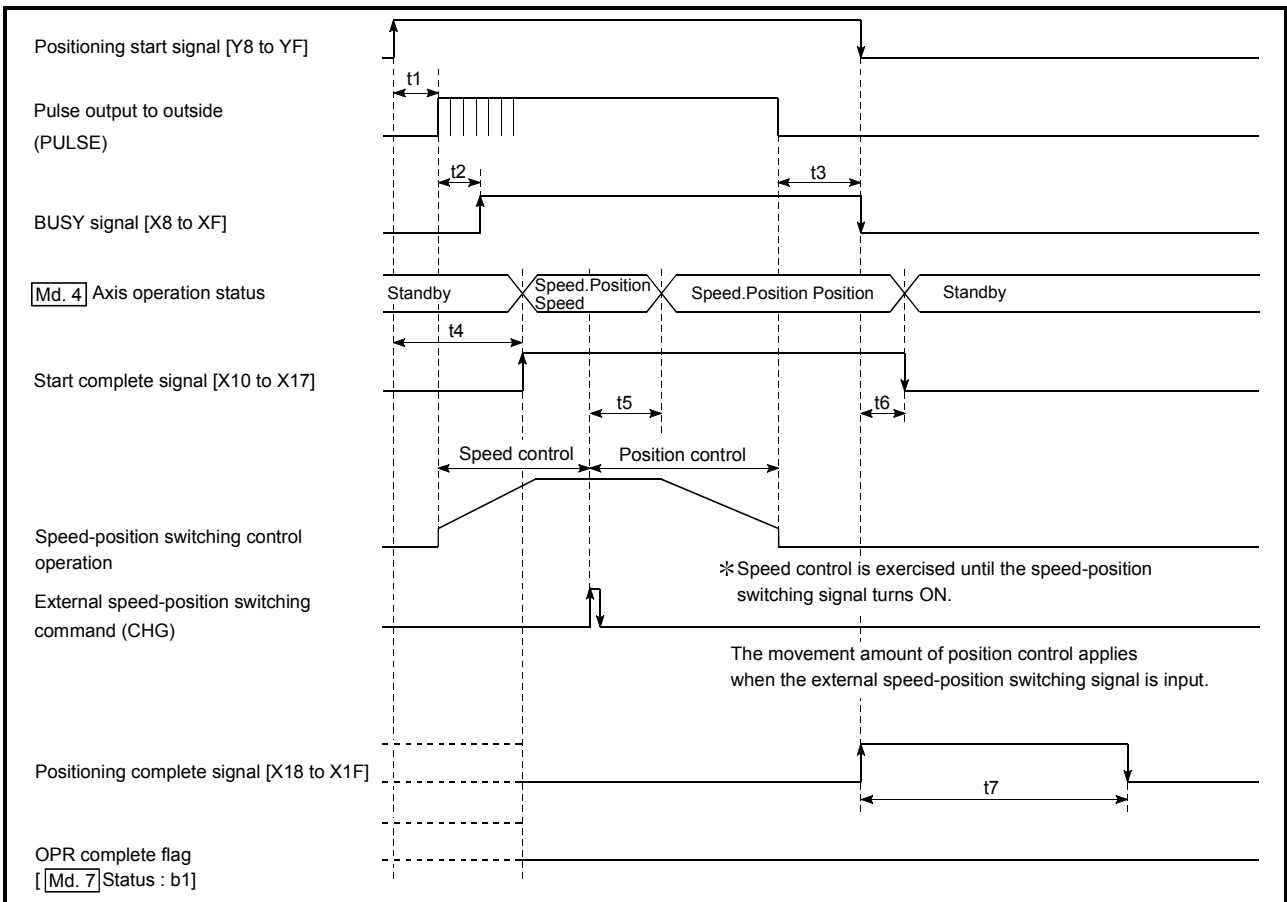 Positioning start signal [Y8 to YF]
t1
Pulse output to outside
(PULSE)
t2
t3
BUSY signal [X8 to XF]
Md. 4 Axis operation status
Standby
Speed.Position
Speed
Speed.Position Position
Standby
t4
Start complete signal [X10 to X17]
t5
t6
Speed control
Position control
Speed-position switching control
operation
*Speed control is exercised until the speed-position
switching signal turns ON.
External speed-position switching
command (CHG)
The movement amount of position control applies
when the external speed-position switching signal is input.
Positioning complete signal [X18 to X1F]
t7
OPR complete flag
[ Md. 7 Status : b1]